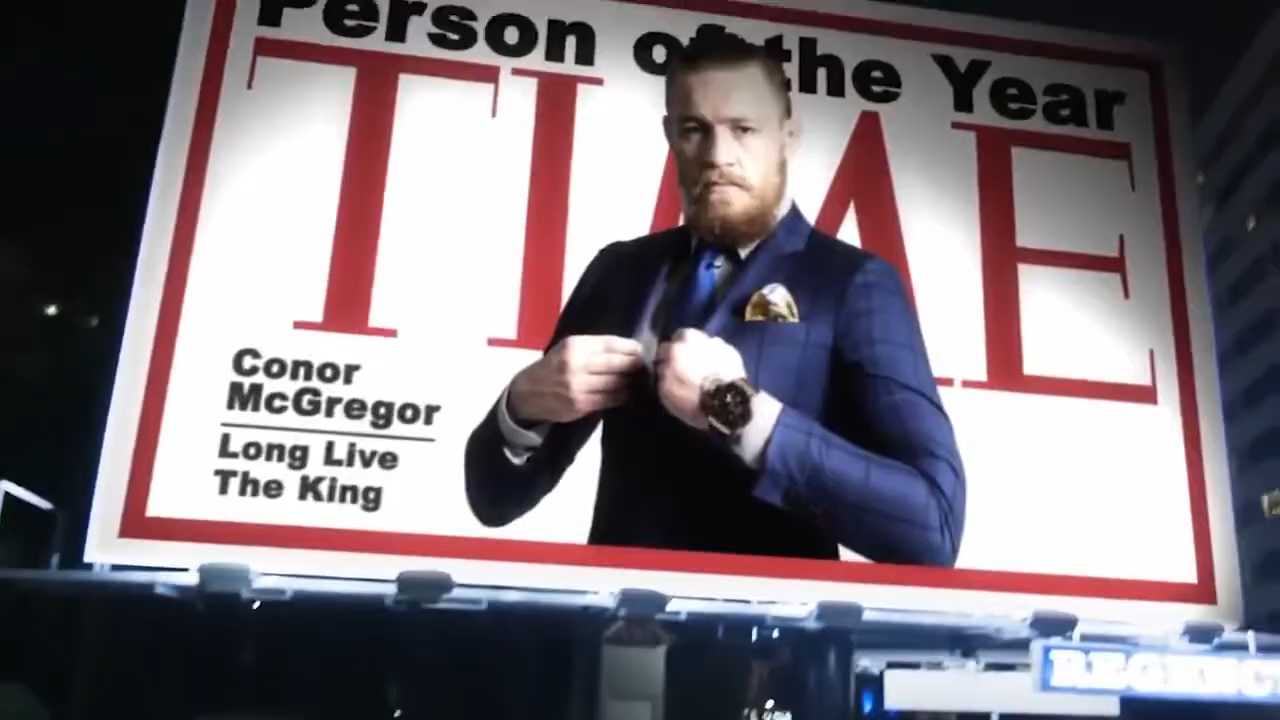 Person of the Year
TIME
Conor
McGregor
Long Live
The King